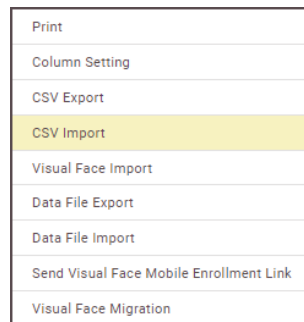 Print
Column Setting
CSV Export
CSV Import
Visual Face Import
Data File Export
Data File Import
Send Visual Face Mobile Enrollment Link
Visual Face Migration